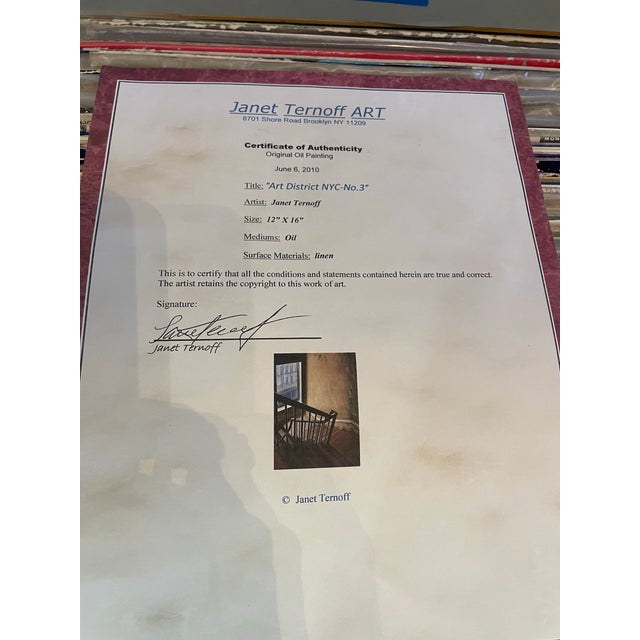 Janet Ternoff ART
8701 Shore Road Brooklyn NY 11209
Certificate of Authenticity
Original Oil Painting
June 6, 2010
Title: "Art District NYC-No.3"
Artist: Janet Ternoff
Size: 12" X 16"
Mediums: Oil
Surface Materials: linen
This is to certify that all the conditions and statements contained herein are true and correct.
The artist retains the copyright to this work of art.
Signature:
Janet Ternoff
© Janet Ternoff